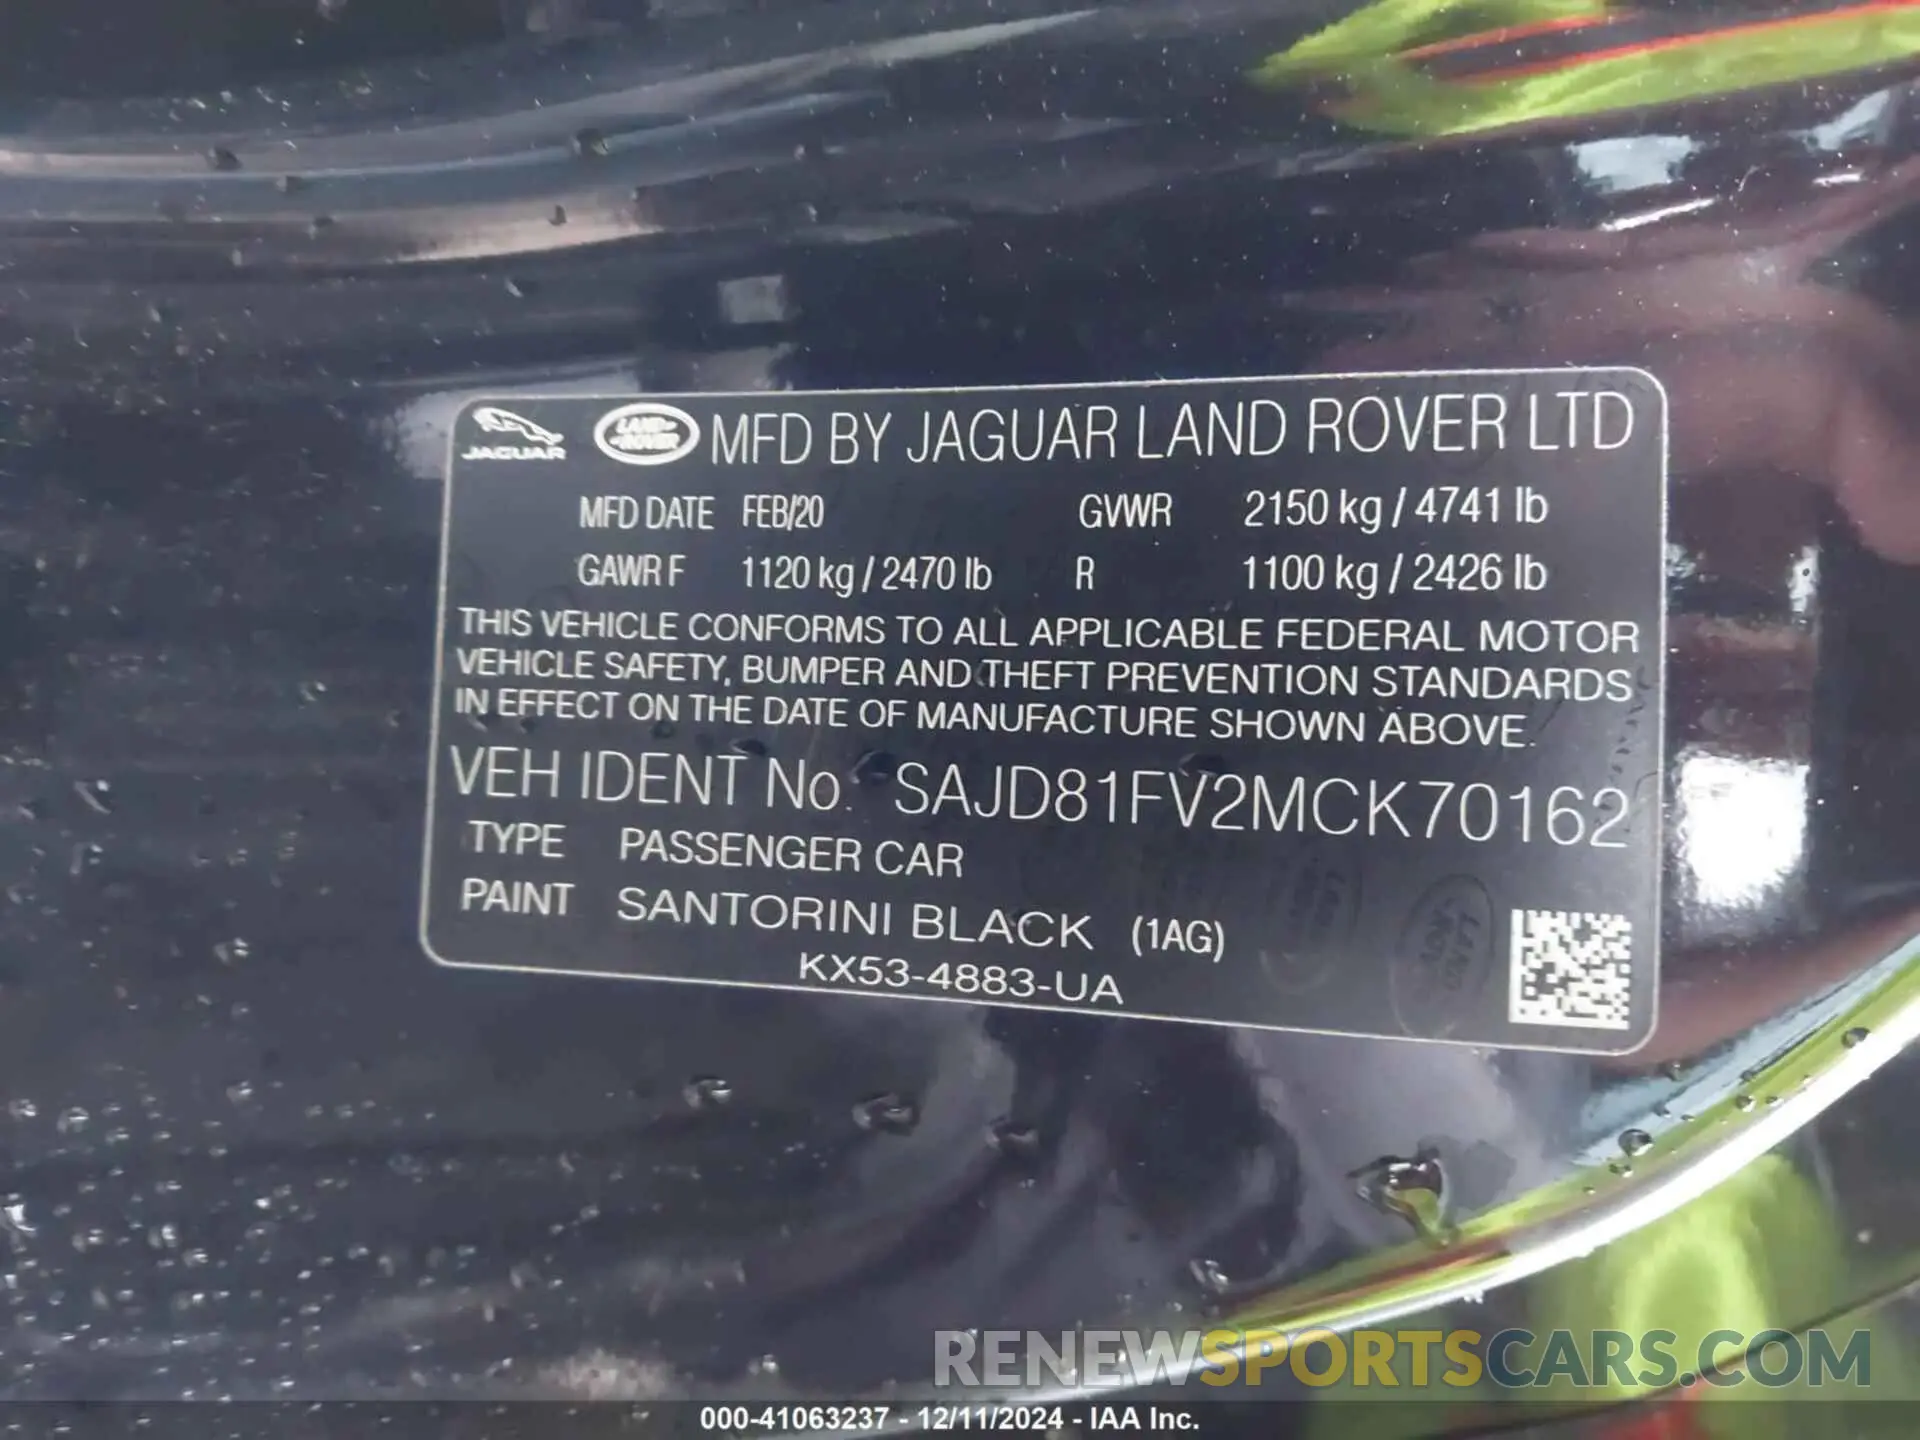 JAGUAR LAND ROVER MFD BY JAGUAR LAND ROVER LTD
MFD DATE FEB/20 GVWR 2150 kg / 4741 lb
GAWR F 1120 kg / 2470 lb R 1100 kg / 2426 lb
THIS VEHICLE CONFORMS TO ALL APPLICABLE FEDERAL MOTOR
VEHICLE SAFETY, BUMPER AND THEFT PREVENTION STANDARDS
IN EFFECT ON THE DATE OF MANUFACTURE SHOWN ABOVE.
VEH IDENT No. SAJD81FV2MCK70162
TYPE PASSENGER CAR
PAINT SANTORINI BLACK (1AG)
KX53-4883-UA
RENEWSPORTSCARS.COM
000-41063237 - 12/11/2024 - IAA Inc.